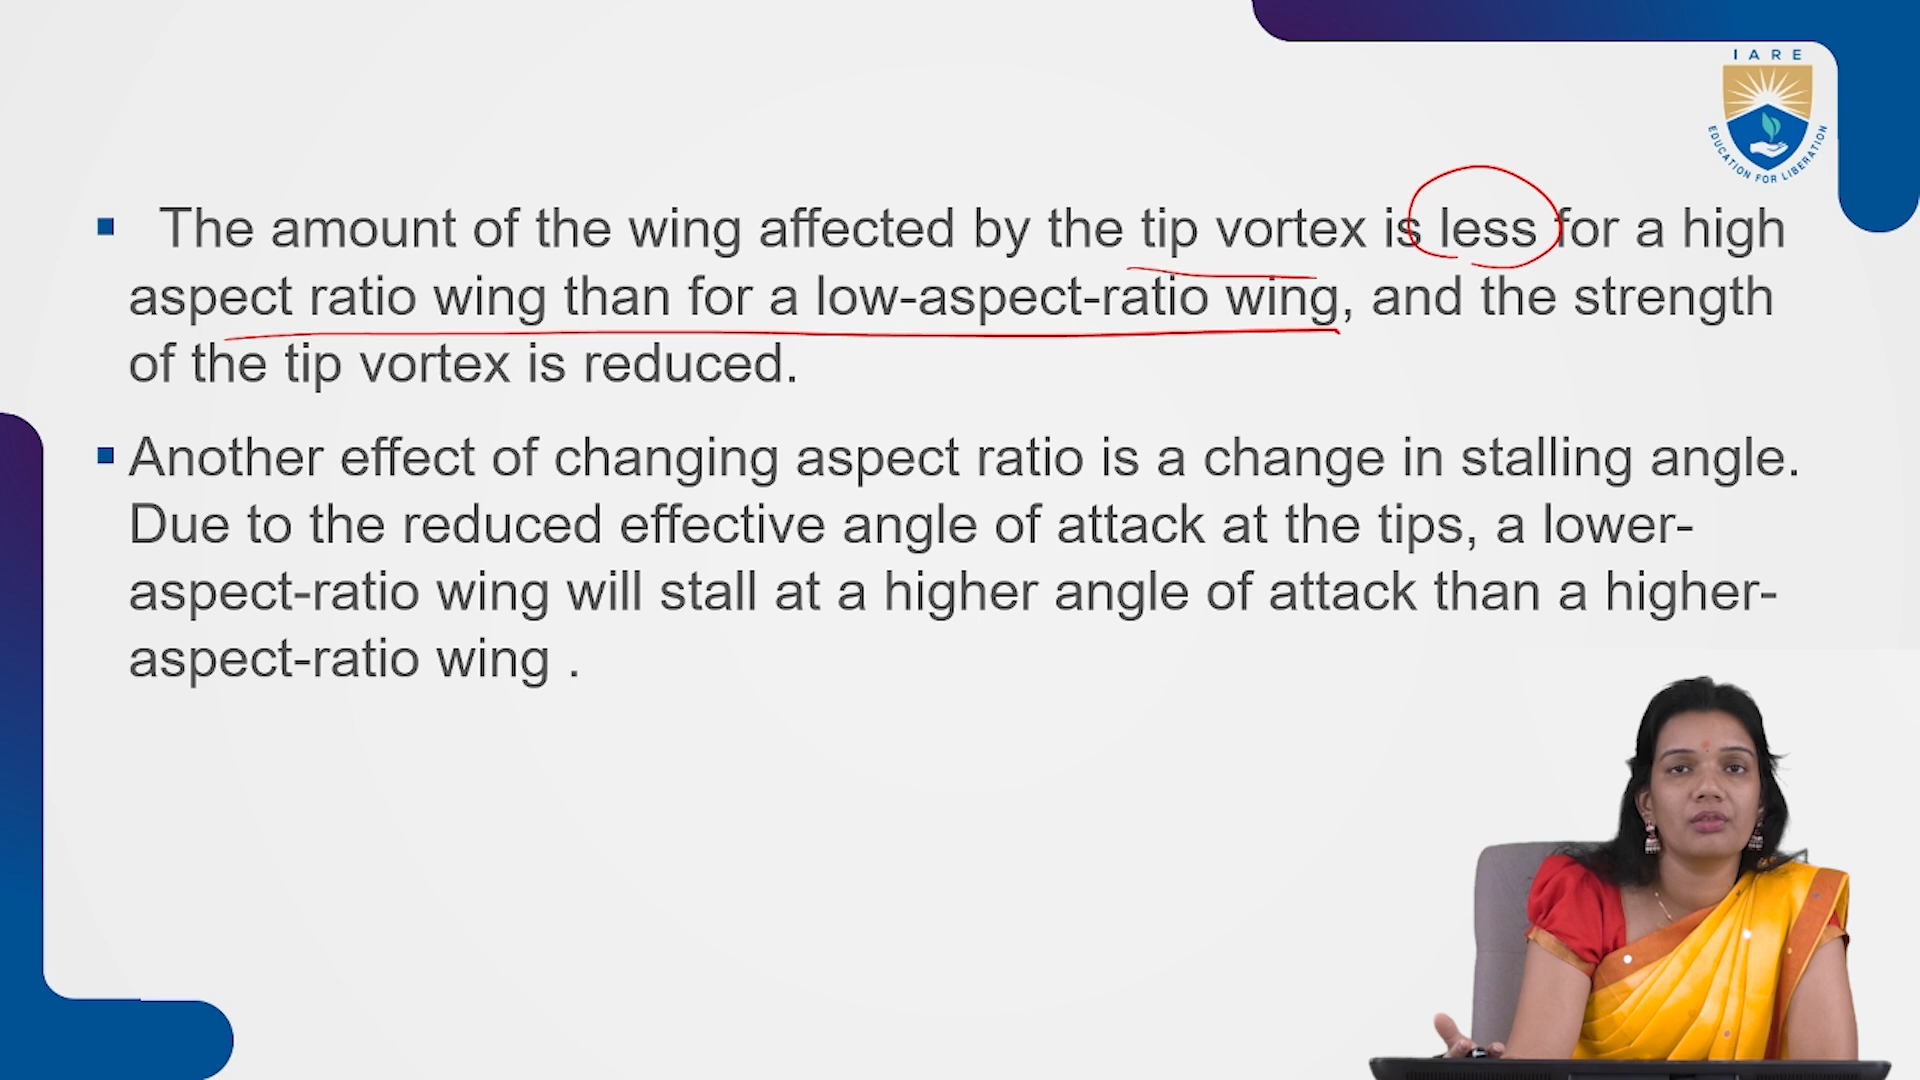 IARE
EDUCATION FOR LIBERATION
▪ The amount of the wing affected by the tip vortex is less for a high
aspect ratio wing than for a low-aspect-ratio wing, and the strength
of the tip vortex is reduced.
▪ Another effect of changing aspect ratio is a change in stalling angle.
Due to the reduced effective angle of attack at the tips, a lower-
aspect-ratio wing will stall at a higher angle of attack than a higher-
aspect-ratio wing .